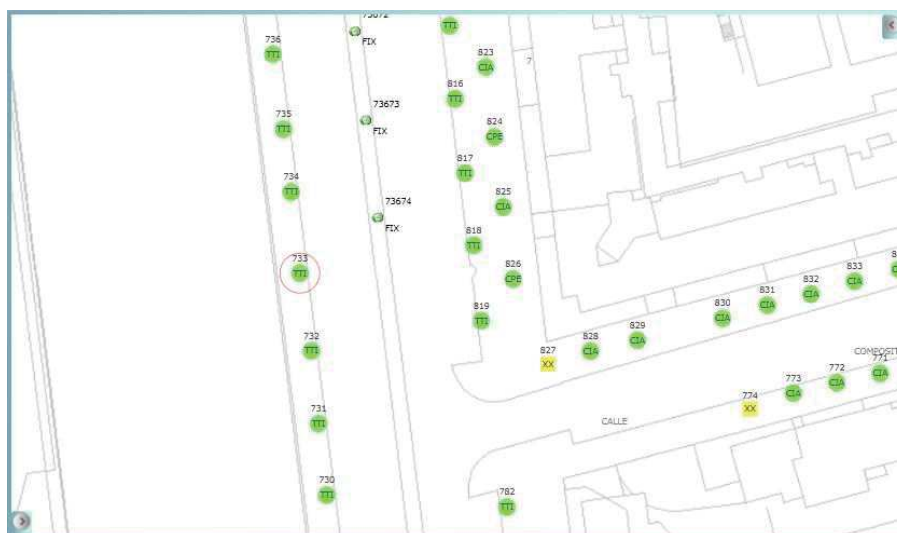 73672
FIX
736
TTI
TTI
823
CIA
7
816
TTI
73673
FIX
735
TTI
824
CPE
817
TTI
734
TTI
825
CIA
73674
FIX
818
TTI
733
TTI
826
CPE
832
CIA
833
CIA
831
CIA
830
CIA
819
TTI
829
CIA
828
CIA
827
XX
732
TTI
COMPOSIT
771
CIA
772
CIA
773
CIA
774
XX
731
TTI
CALLE
730
TTI
782
TTI